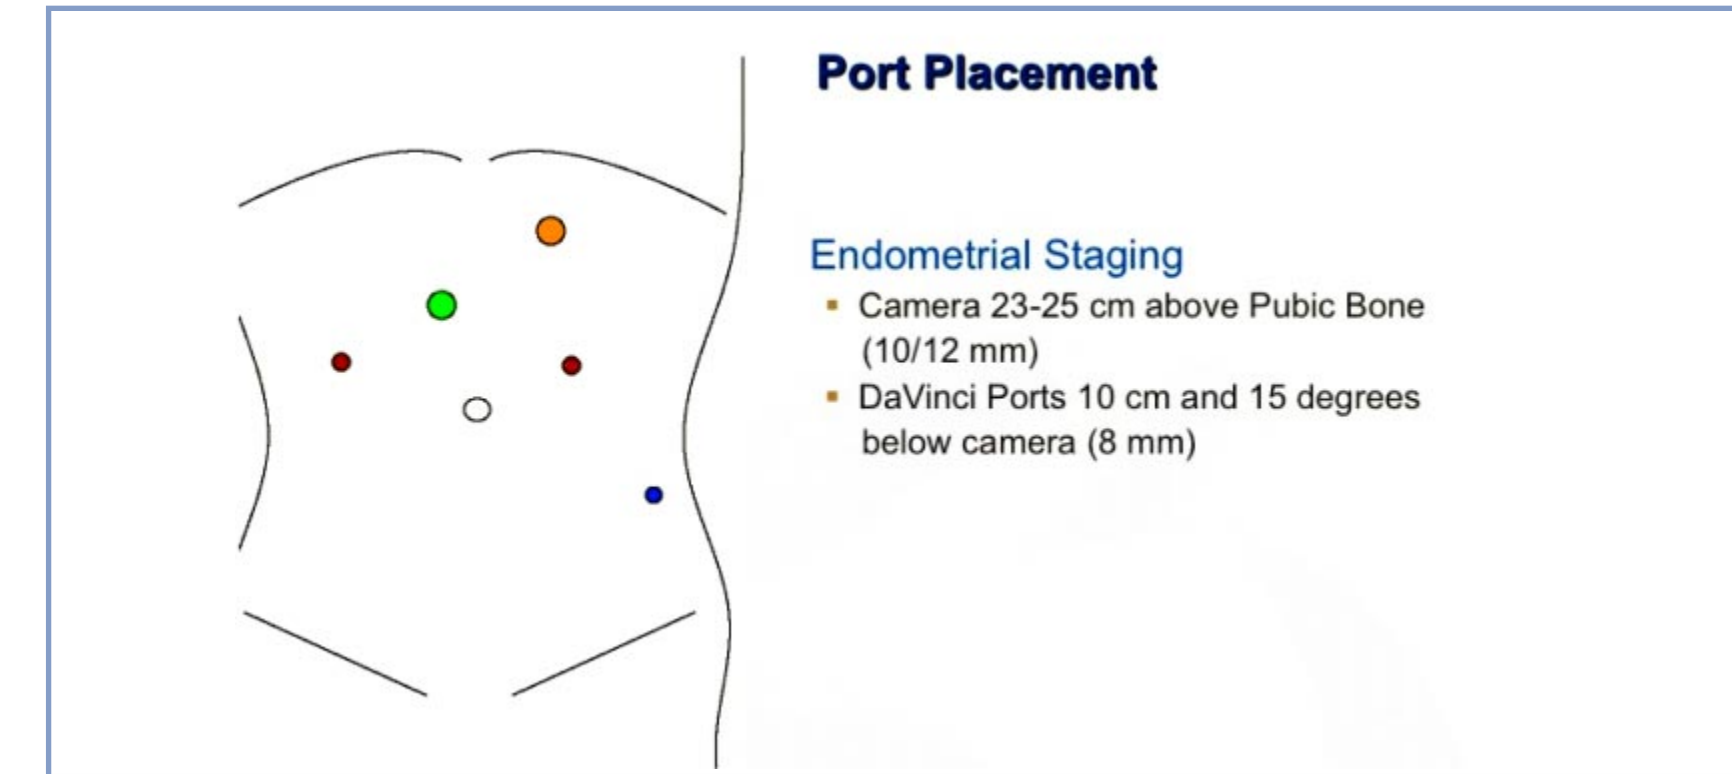 Port Placement
Endometrial Staging
▪ Camera 23-25 cm above Pubic Bone
(10/12 mm)
▪ DaVinci Ports 10 cm and 15 degrees
below camera (8 mm)